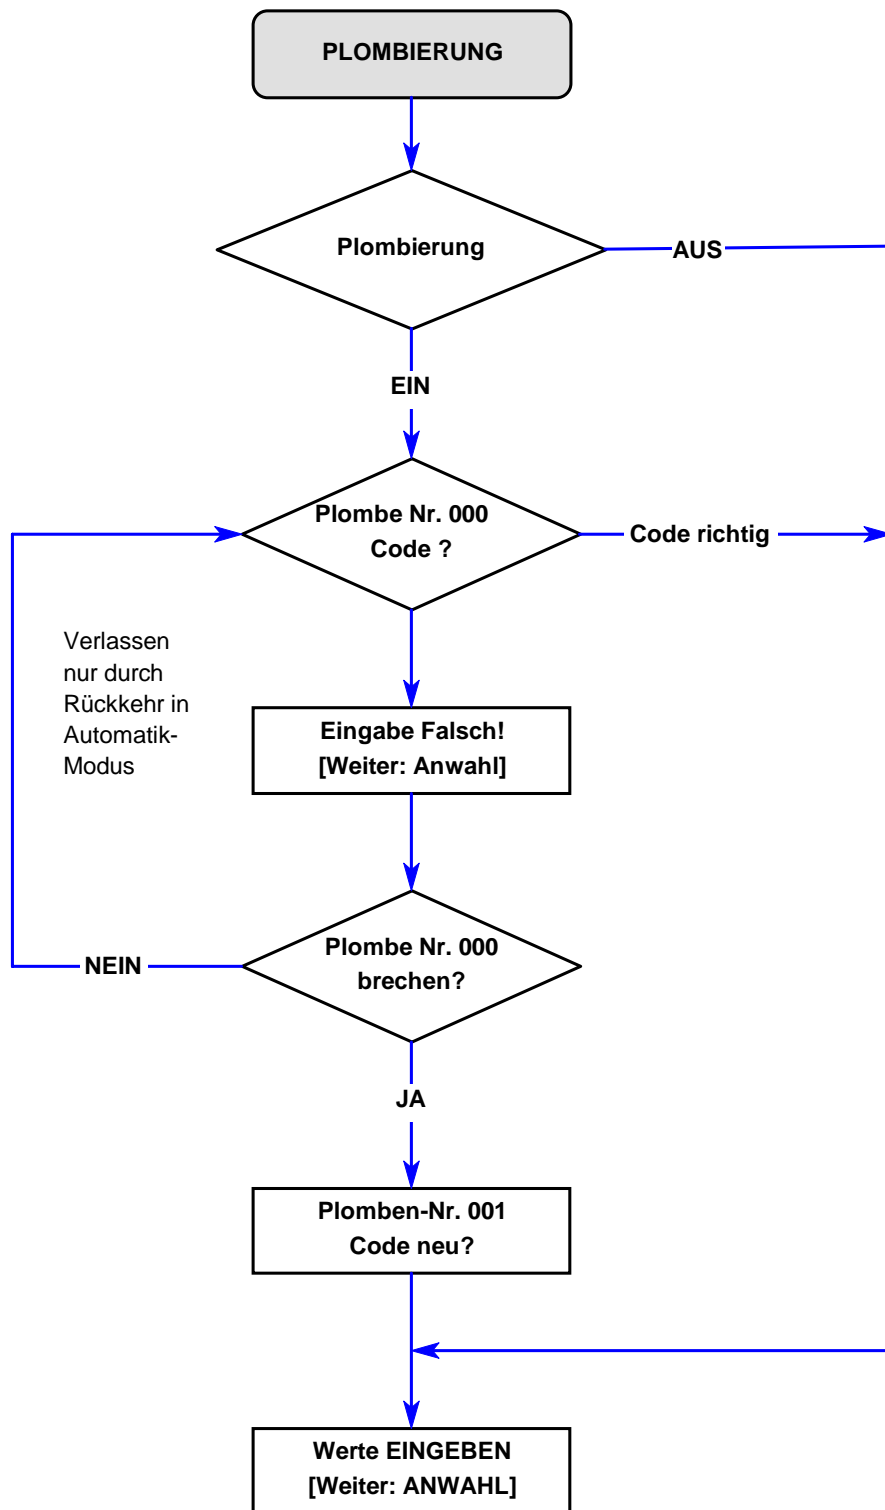 PLOMBIERUNG
Plombierung
AUS
EIN
Plombe Nr. 000
Code ?
Code richtig
Verlassen
nur durch
Rückkehr in
Automatik-
Modus
Eingabe Falsch!
[Weiter: Anwahl]
Plombe Nr. 000
brechen?
NEIN
JA
Plomben-Nr. 001
Code neu?
Werte EINGEBEN
[Weiter: ANWAHL]